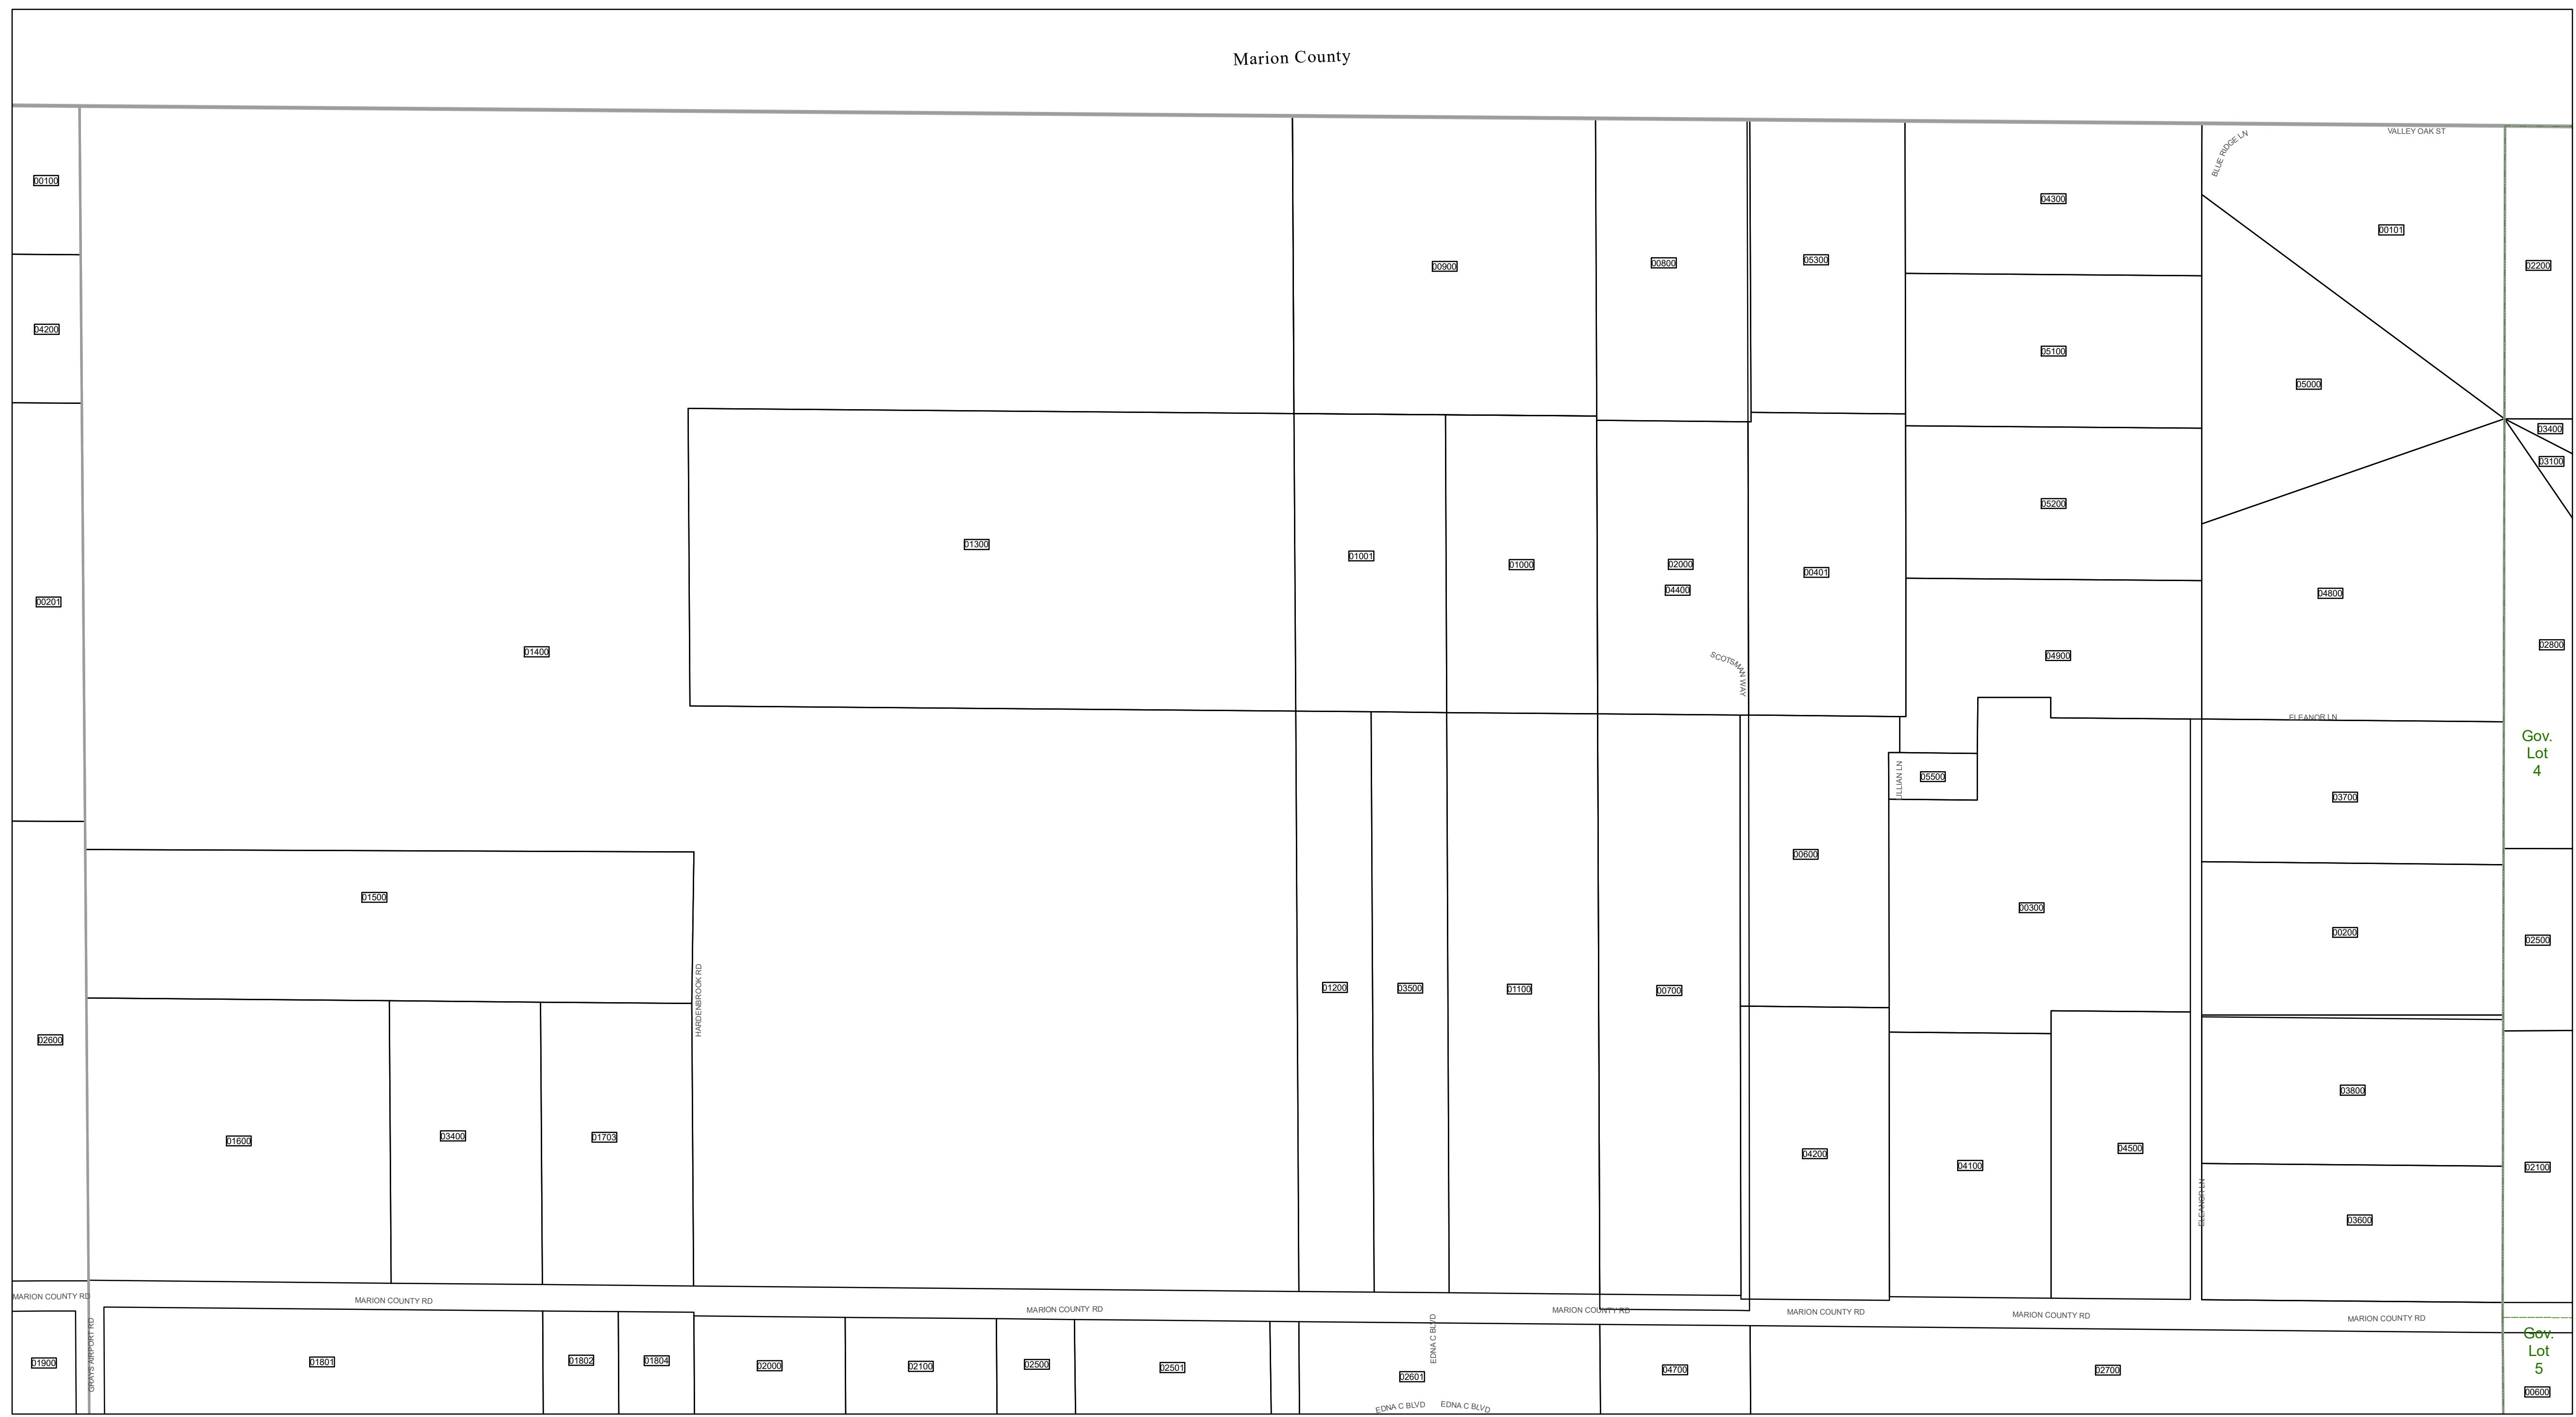 Marion County
VALLEY OAK ST
BLUE RIDGE LN
00100
04300
00101
00900
00800
05300
02200
04200
05100
05000
03400
03100
05200
01300
01001
01000
02000
04400
00401
04800
00201
01400
SCOTSMAN WAY
04900
02800
ELEANOR LN
Gov.
Lot
4
05500
JILLIAN LN
03700
00600
01500
00300
00200
02500
HARDENBROOK RD
01200
03500
01100
00700
02600
03800
01600
03400
01703
04200
04100
04500
02100
ELEANOR LN
03600
MARION COUNTY RD
MARION COUNTY RD
MARION COUNTY RD
MARION COUNTY RD
MARION COUNTY RD
MARION COUNTY RD
MARION COUNTY RD
GRAYS AIRPORT RD
EDNA C BLVD
Gov.
Lot
5
01900
01801
01802
01804
02000
02100
02500
02501
02601
04700
02700
00600
EDNA C BLVD
EDNA C BLVD